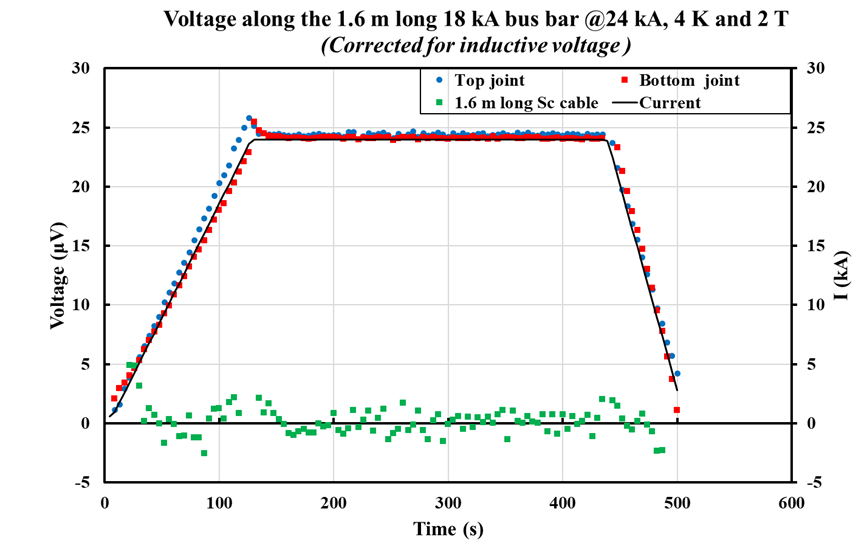 Voltage along the 1.6 m long 18 kA bus bar @24 kA, 4 K and 2 T
(Corrected for inductive voltage )
Top joint
Bottom joint
1.6 m long Sc cable
Current
Voltage (µV)
30
25
20
15
10
5
0
-5
30
25
20
15
10
5
0
-5
I (kA)
0
100
200
300
400
500
600
Time (s)